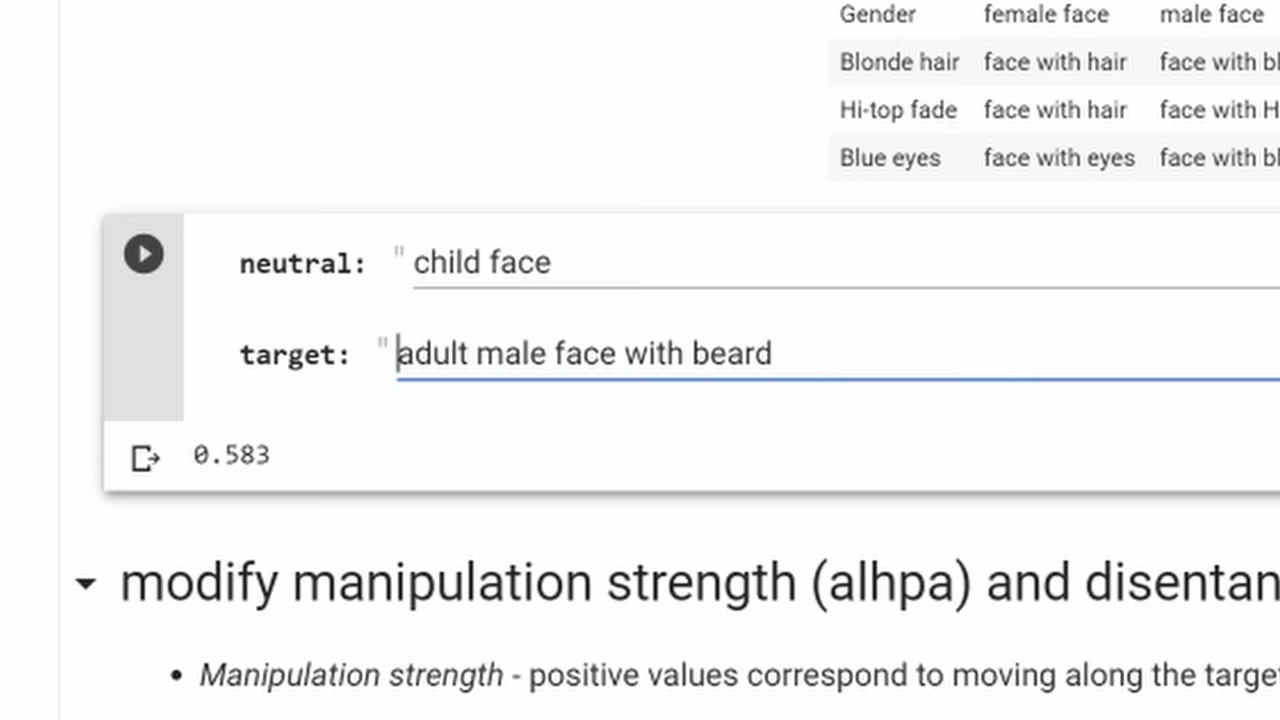 Gender female face male face
Blonde hair face with hair face with bl
Hi-top fade face with hair face with H
Blue eyes face with eyes face with bl
neutral: " child face
target: " adult male face with beard
0.583
modify manipulation strength (alhpa) and disentan
• Manipulation strength - positive values correspond to moving along the target